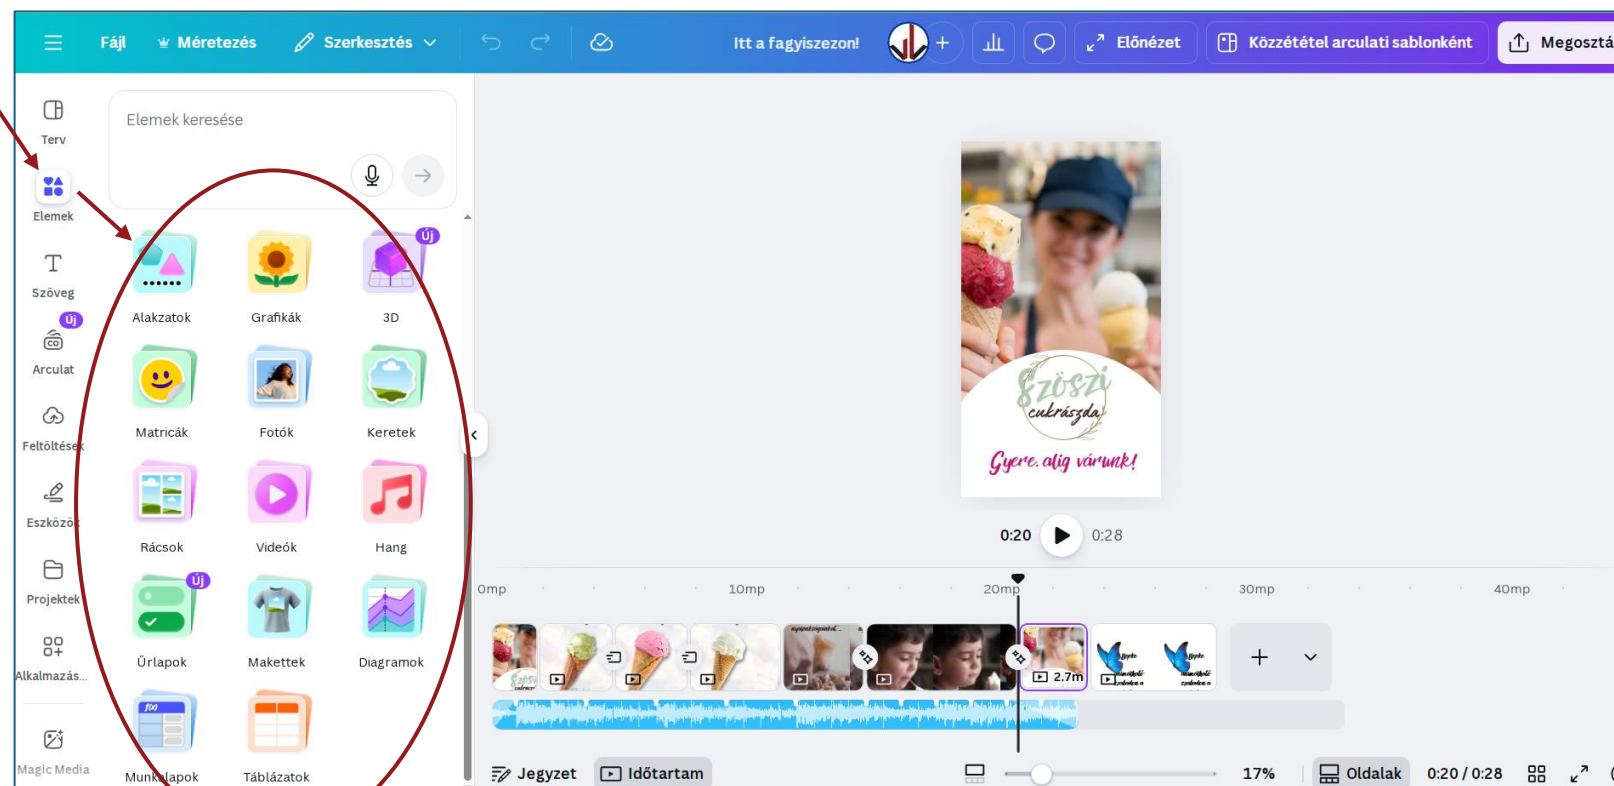 Fájl
Méretezés
Szerkesztés
Itt a fagyiszezon!
Előnézet
Közzététel arculati sablonként
Megosztá
Terv
Elemek
Szöveg
Új
Arculat
Feltöltések
Eszközök
Projektek
Alkalmazás...
Magic Media
Elemek keresése
Új
Alakzatok
Grafikák
3D
Matricák
Fotók
Keretek
Rácsok
Videók
Hang
Új
Űrlapok
Makettek
Diagramok
f(x)
Munkalapok
Táblázatok
Szöszi
cukrászda
Gyere. alig várunk!
0:20
0:28
0mp
10mp
20mp
30mp
40mp
2.7m
Jegyzet
Időtartam
17%
Oldalak
0:20 / 0:28